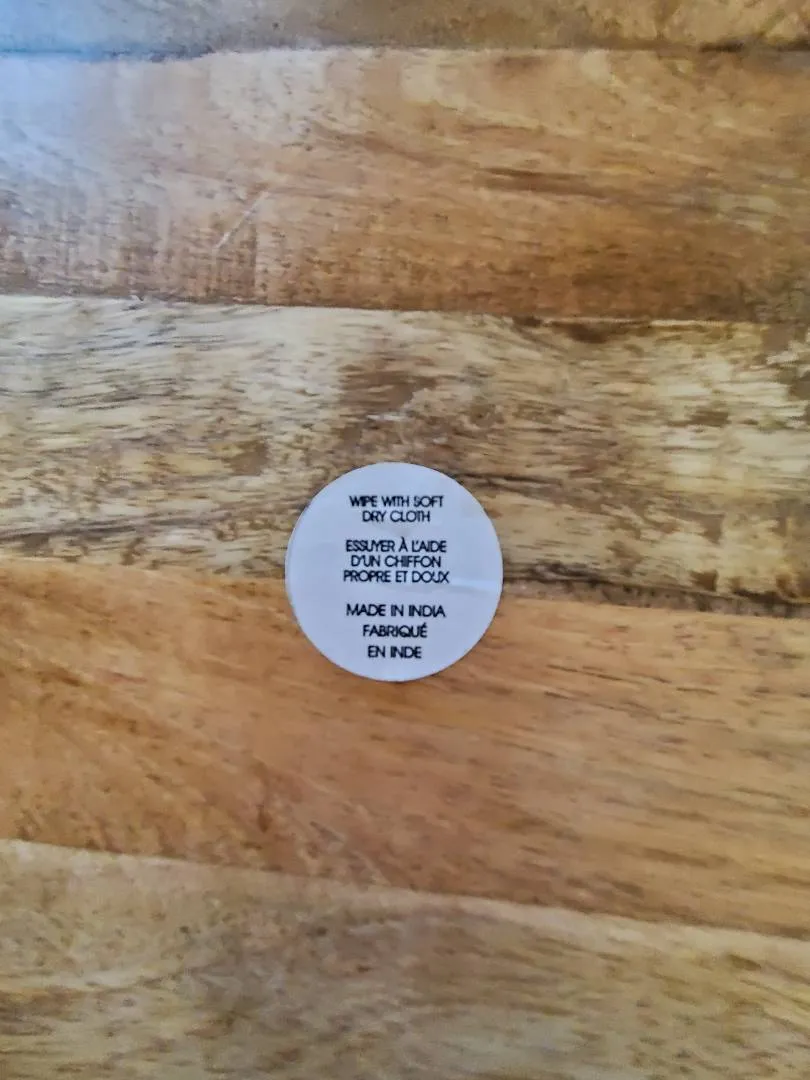 WIPE WITH SOFT
DRY CLOTH
ESSUYER À L'AIDE
D'UN CHIFFON
PROPRE ET DOUX
MADE IN INDIA
FABRIQUÉ
EN INDE